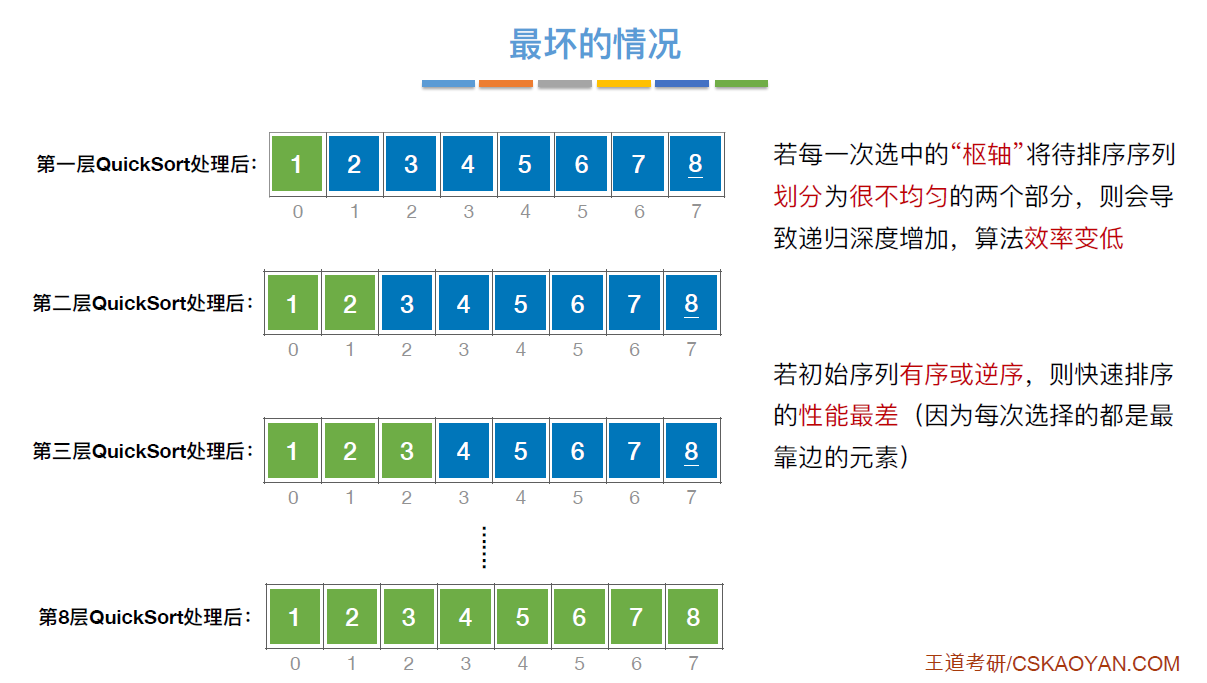 最坏的情况
第一层QuickSort处理后：
1 2 3 4 5 6 7 8
0 1 2 3 4 5 6 7
第二层QuickSort处理后：
1 2 3 4 5 6 7 8
0 1 2 3 4 5 6 7
第三层QuickSort处理后：
1 2 3 4 5 6 7 8
0 1 2 3 4 5 6 7
第8层QuickSort处理后：
1 2 3 4 5 6 7 8
0 1 2 3 4 5 6 7
若每一次选中的“枢轴”将待排序序列
划分为很不均匀的两个部分，则会导
致递归深度增加，算法效率变低
若初始序列有序或逆序，则快速排序
的性能最差（因为每次选择的都是最
靠边的元素）
王道考研/CSKAOYAN.COM